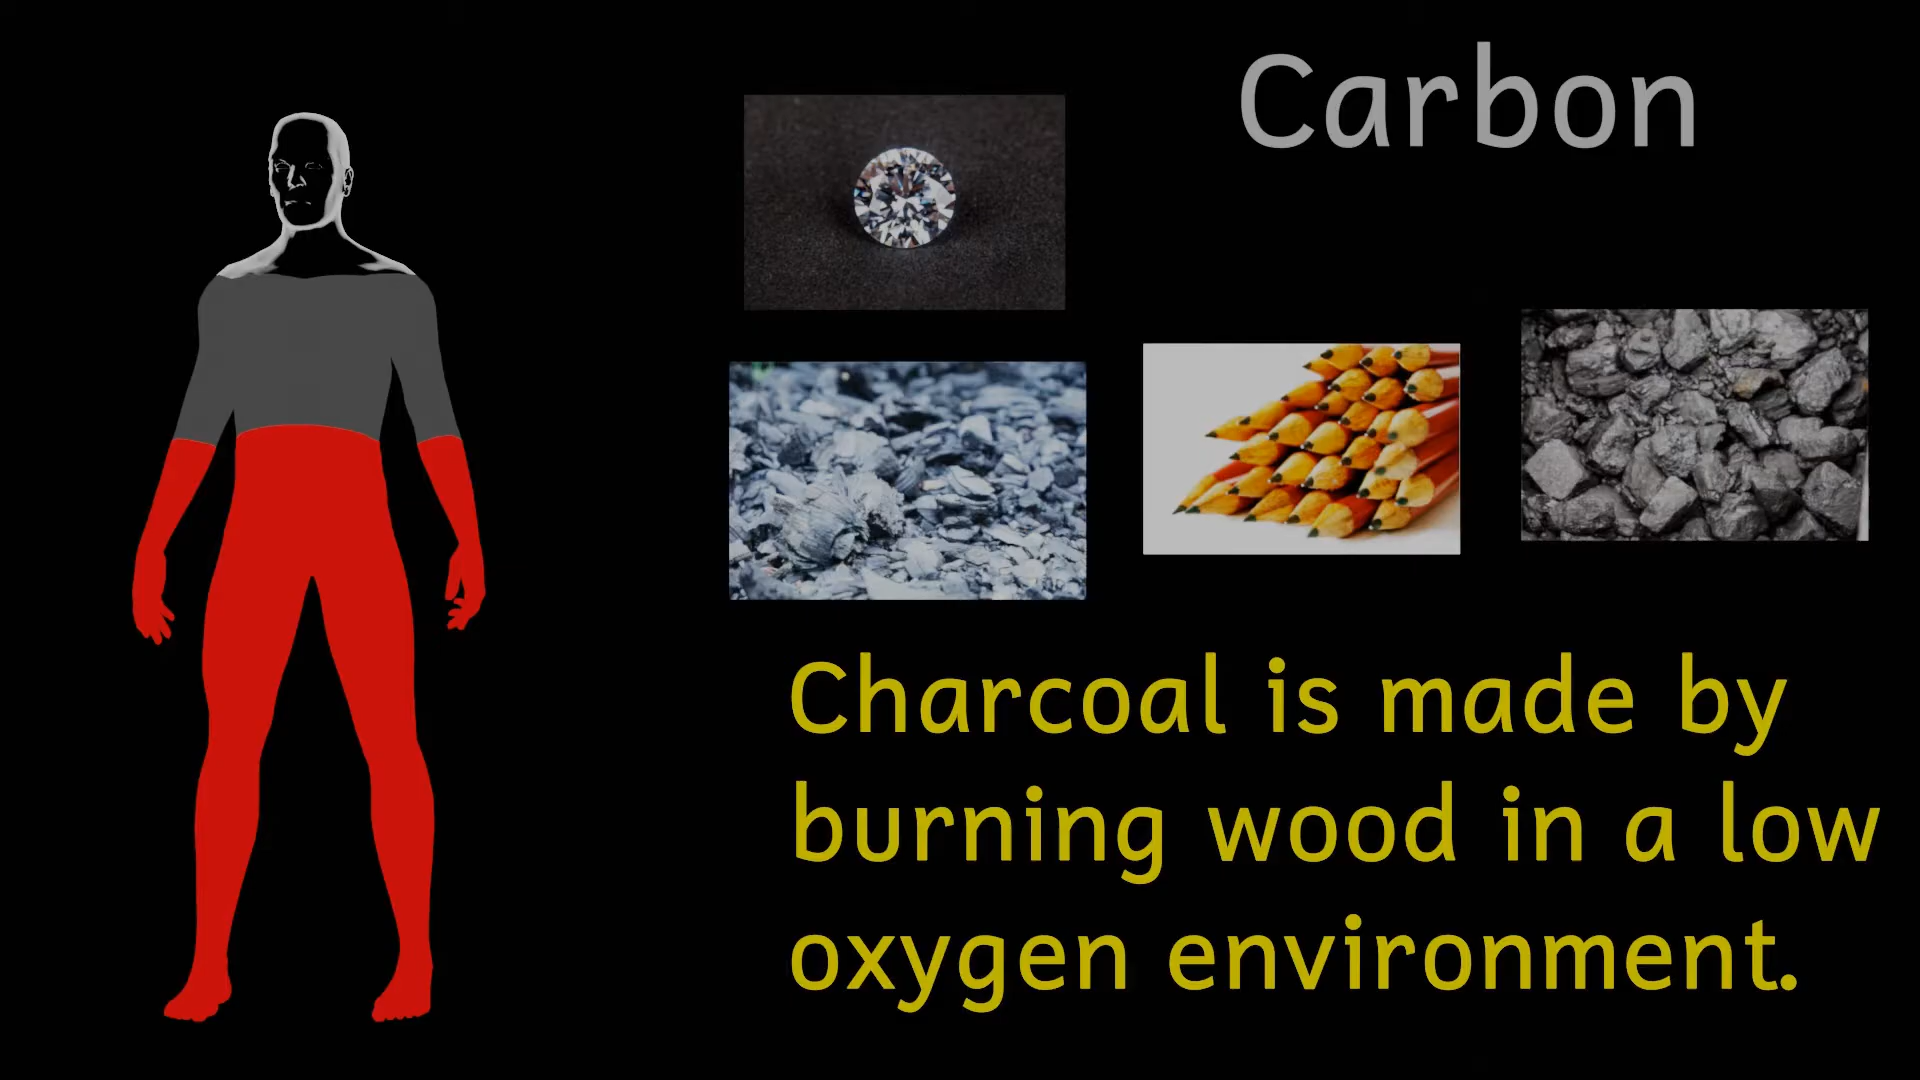 Carbon
Charcoal is made by
burning wood in a low
oxygen environment.